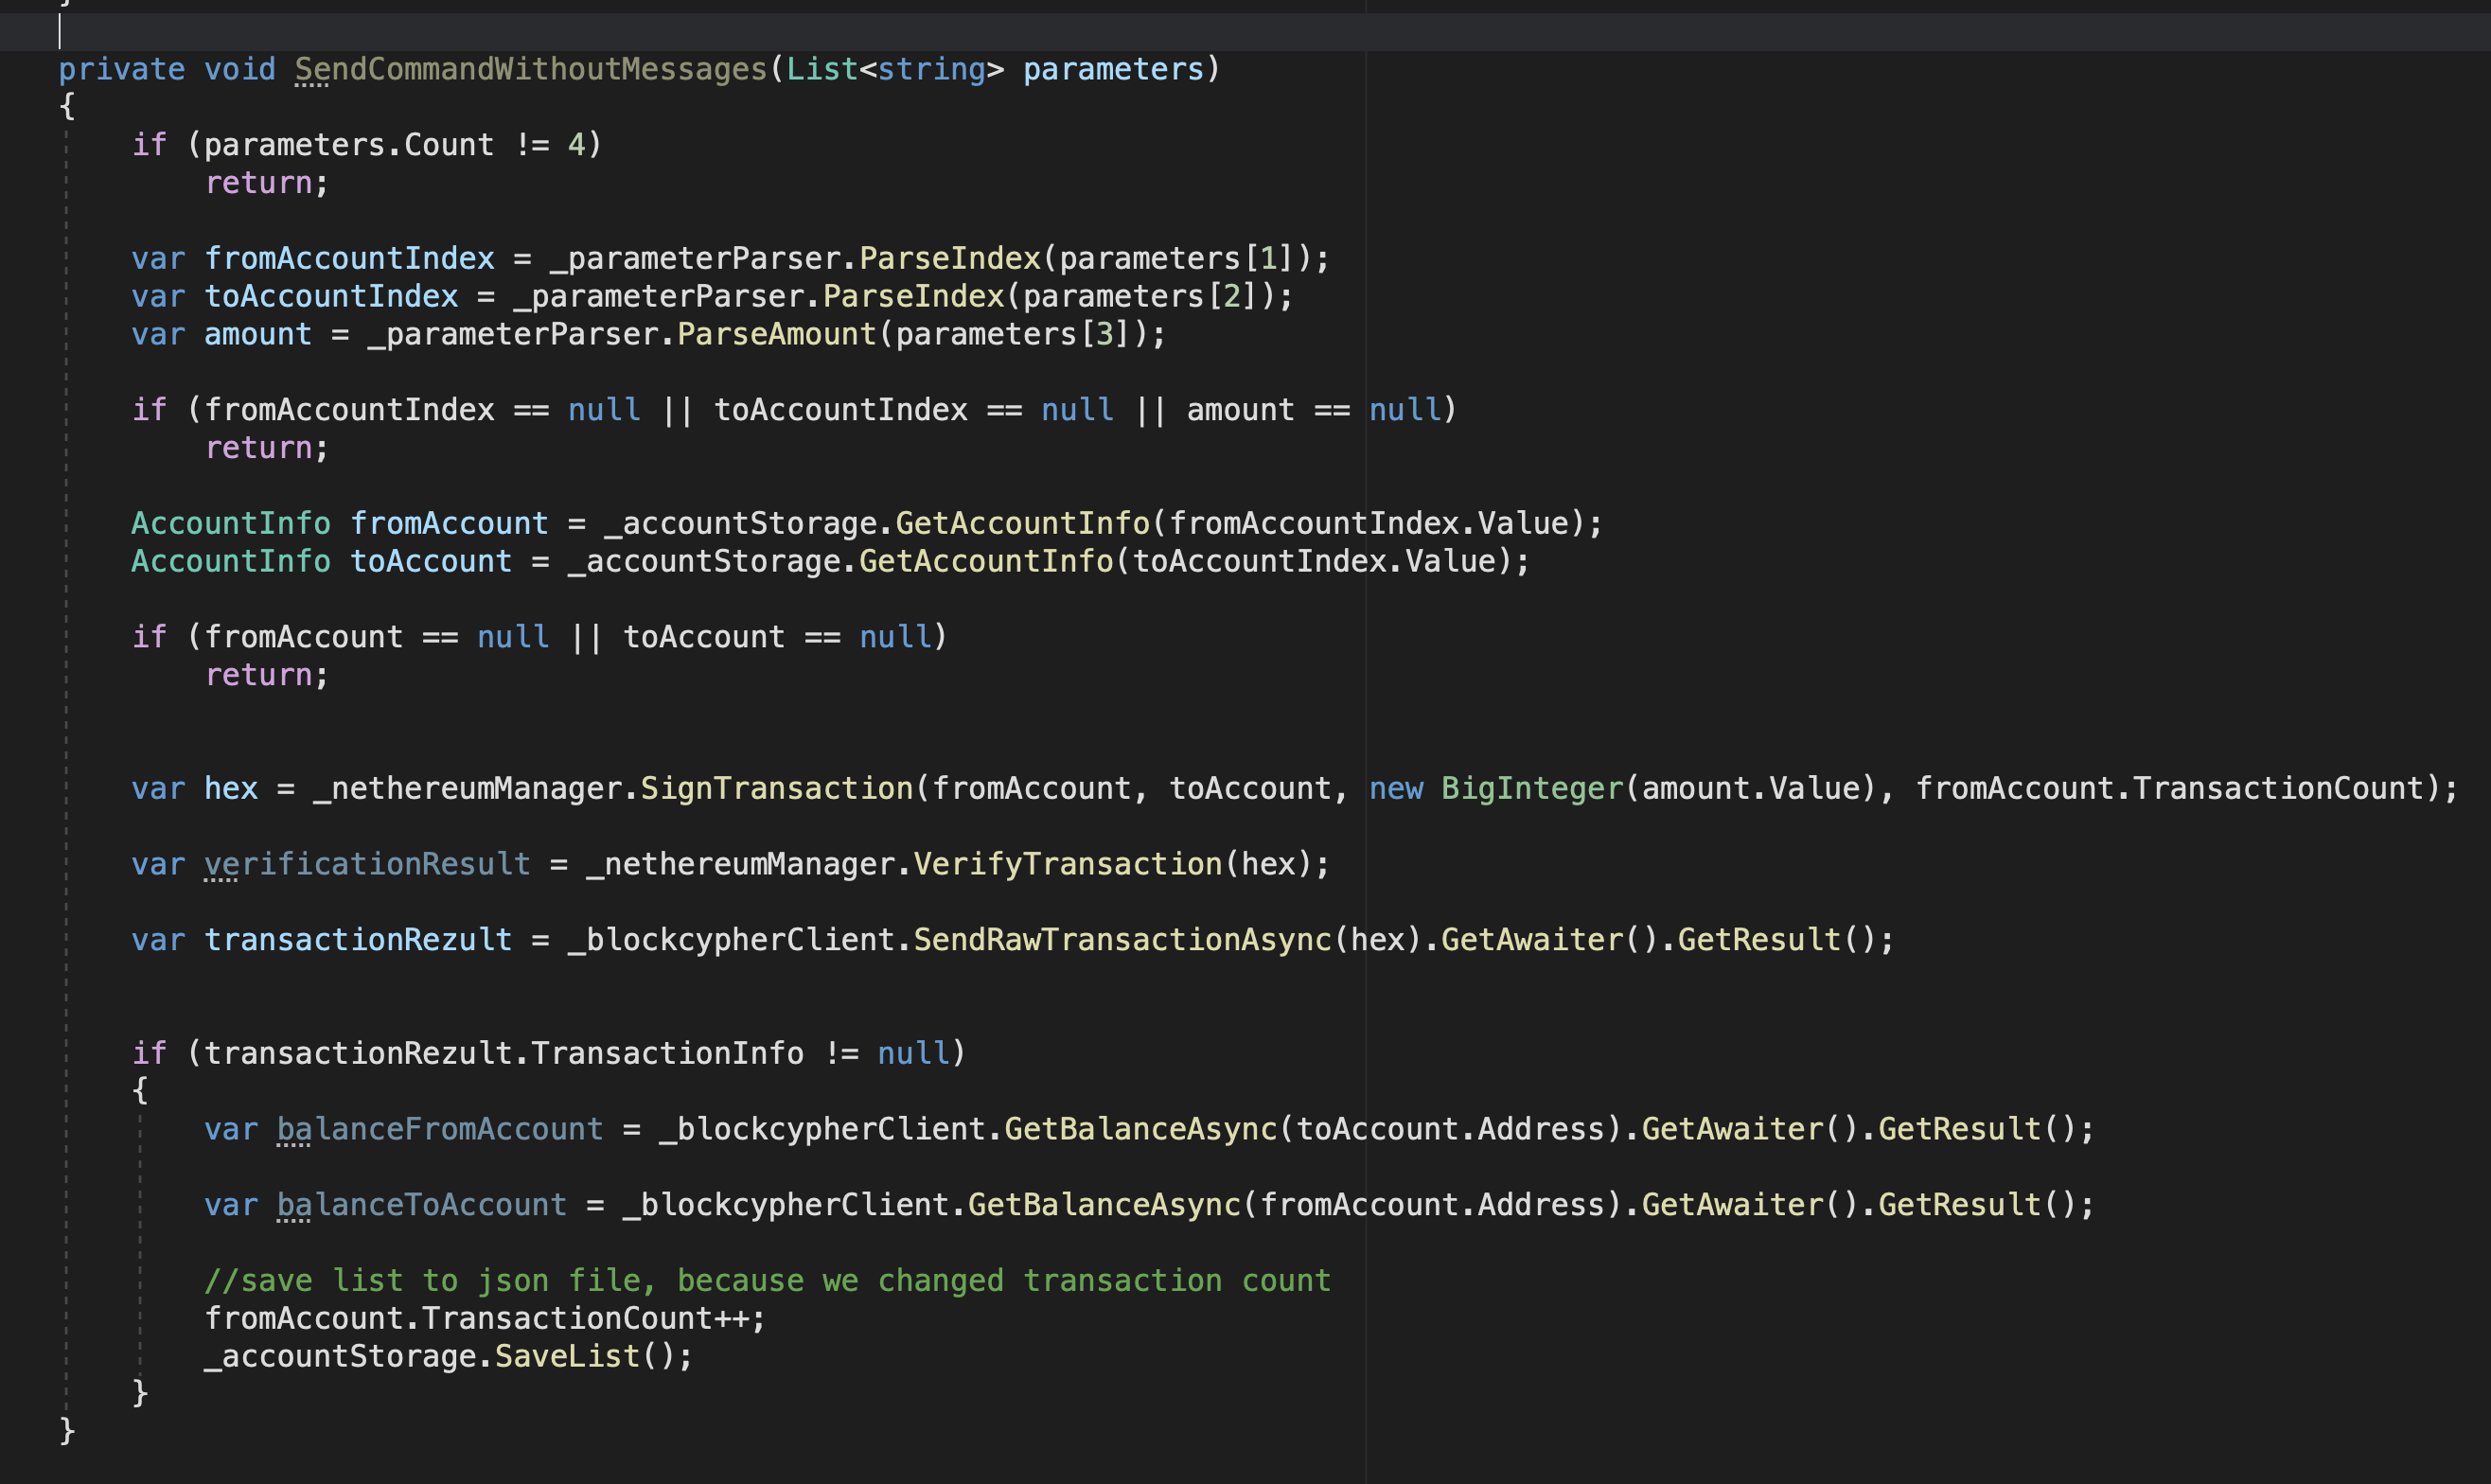 }
private void SendCommandWithoutMessages(List<string> parameters)
{
if (parameters.Count != 4)
return;
var fromAccountIndex = _parameterParser.ParseIndex(parameters[1]);
var toAccountIndex = _parameterParser.ParseIndex(parameters[2]);
var amount = _parameterParser.ParseAmount(parameters[3]);
if (fromAccountIndex == null || toAccountIndex == null || amount == null)
return;
AccountInfo fromAccount = _accountStorage.GetAccountInfo(fromAccountIndex.Value);
AccountInfo toAccount = _accountStorage.GetAccountInfo(toAccountIndex.Value);
if (fromAccount == null || toAccount == null)
return;
var hex = _nethereumManager.SignTransaction(fromAccount, toAccount, new BigInteger(amount.Value), fromAccount.TransactionCount);
var verificationResult = _nethereumManager.VerifyTransaction(hex);
var transactionRezult = _blockcypherClient.SendRawTransactionAsync(hex).GetAwaiter().GetResult();
if (transactionRezult.TransactionInfo != null)
{
var balanceFromAccount = _blockcypherClient.GetBalanceAsync(toAccount.Address).GetAwaiter().GetResult();
var balanceToAccount = _blockcypherClient.GetBalanceAsync(fromAccount.Address).GetAwaiter().GetResult();
//save list to json file, because we changed transaction count
fromAccount.TransactionCount++;
_accountStorage.SaveList();
}
}